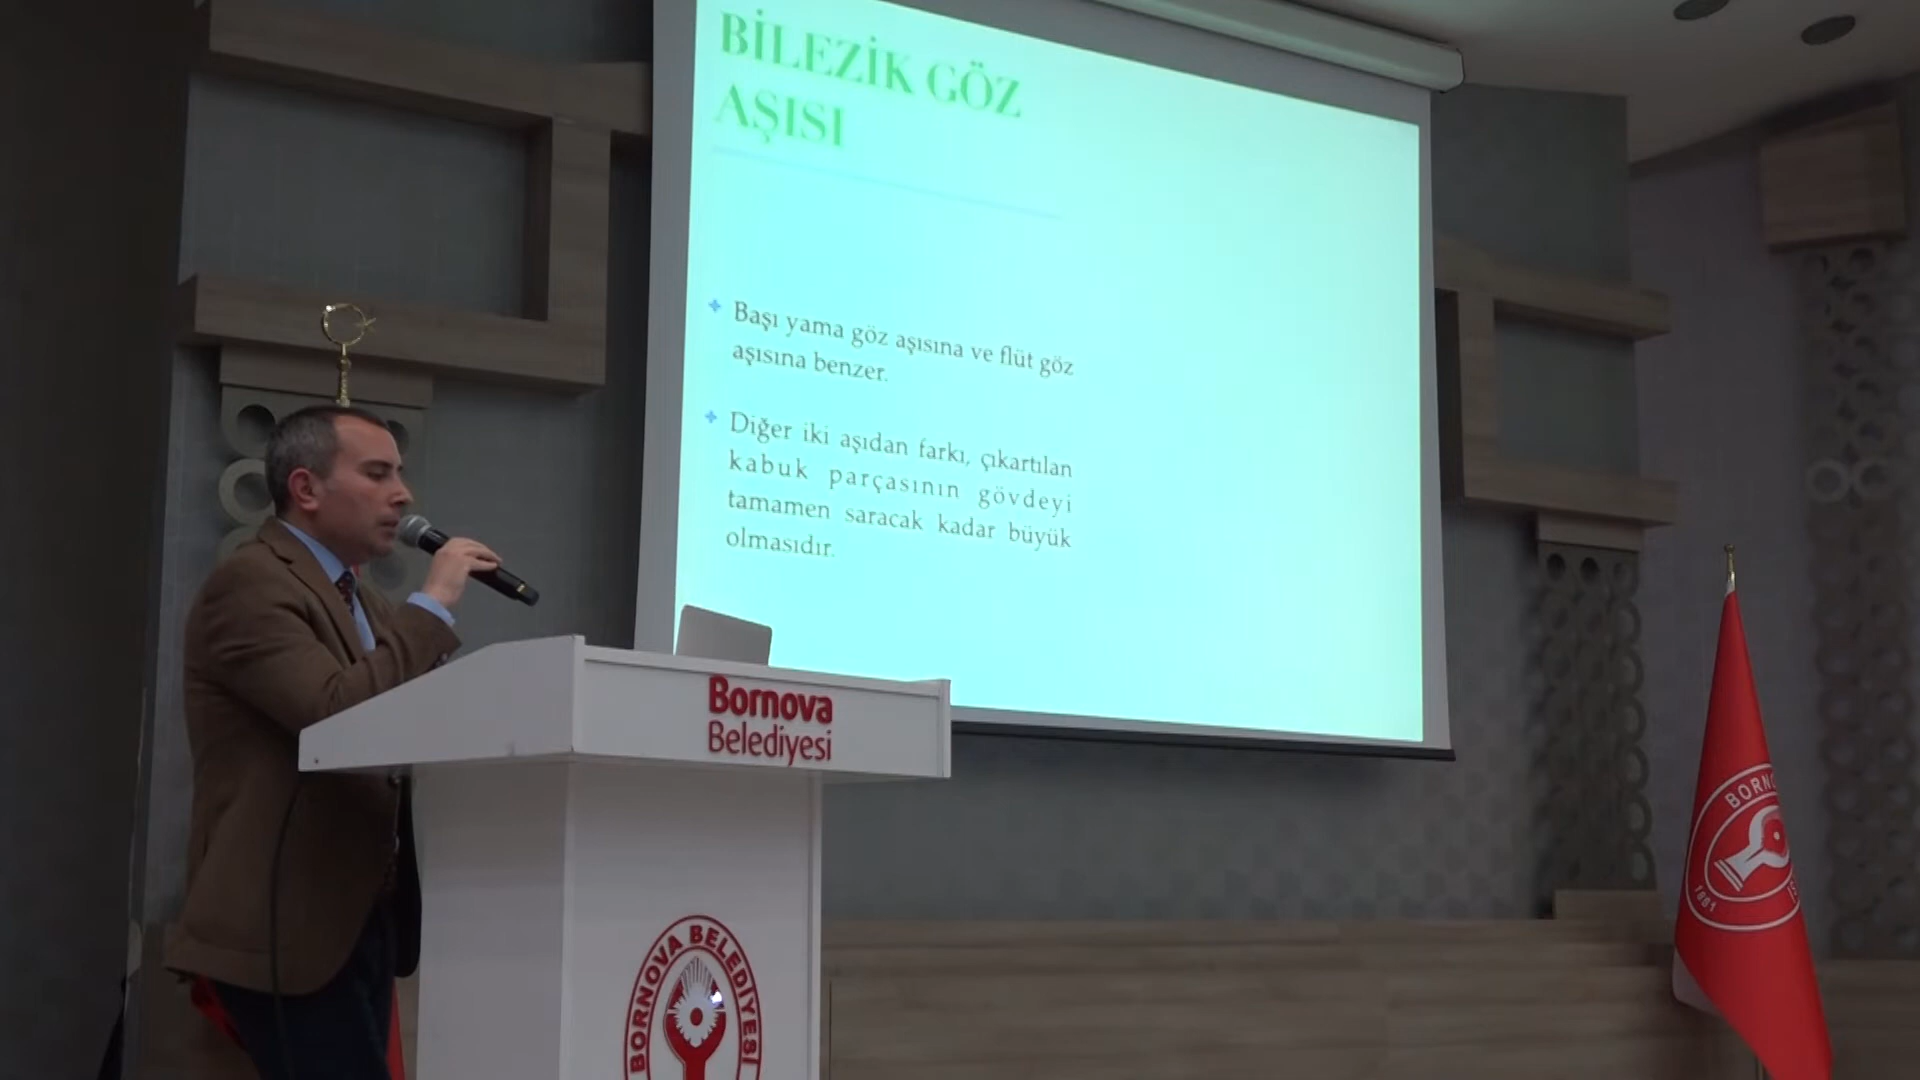 BİLEZİK GÖZ
AŞISI
Başı yama göz aşısına ve flüt göz
aşısına benzer.
Diğer iki aşıdan farkı, çıkartılan
kabuk parçasının gövdeyi
tamamen saracak kadar büyük
olmasıdır.
Bornova
Belediyesi
BORNOVA BELEDİYESİ
1881